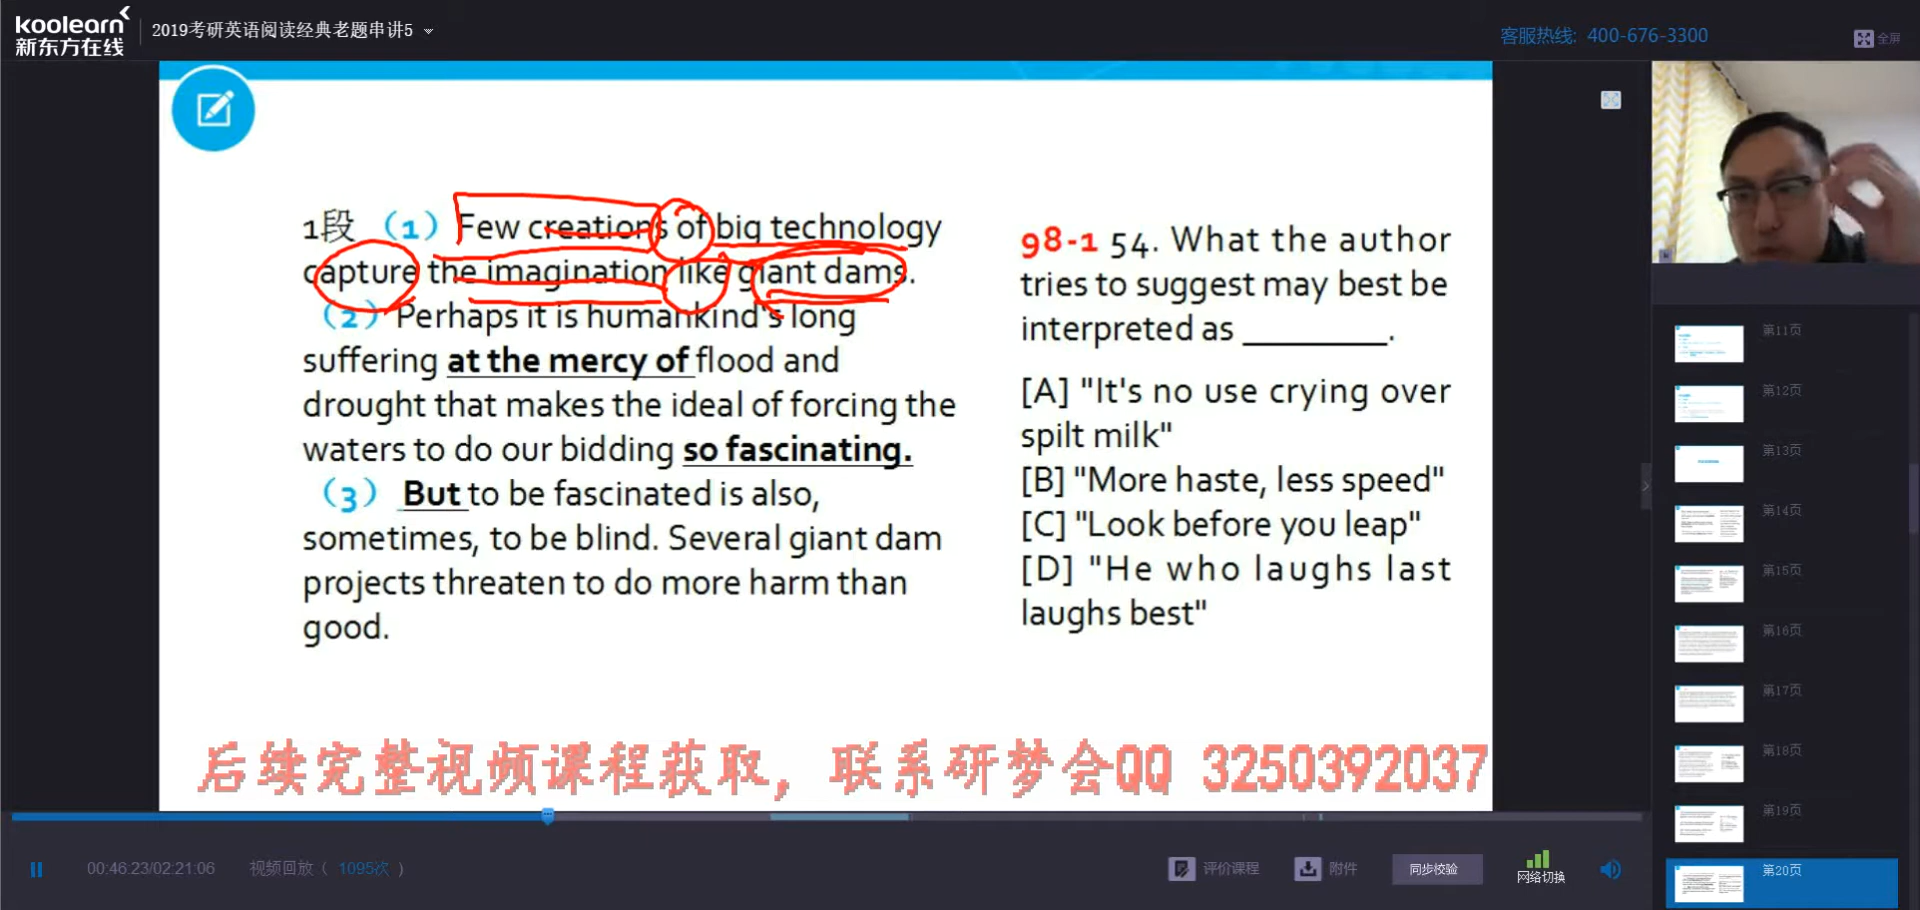 koolearn
新东方在线
2019考研英语阅读经典老题串讲5
客服热线: 400-676-3300
全屏
1段 （1） Few creations of big technology
capture the imagination like giant dams.
（2） Perhaps it is humankind's long
suffering at the mercy of flood and
drought that makes the ideal of forcing the
waters to do our bidding so fascinating.
（3） But to be fascinated is also,
sometimes, to be blind. Several giant dam
projects threaten to do more harm than
good.
98-1 54. What the author
tries to suggest may best be
interpreted as ________.
[A] "It's no use crying over
spilt milk"
[B] "More haste, less speed"
[C] "Look before you leap"
[D] "He who laughs last
laughs best"
后续完整视频课程获取，联系研梦会QQ 3250392037
第11页
第12页
第13页
第14页
第15页
第16页
第17页
第18页
第19页
第20页
00:46:23/02:21:06
视频回放（ 1095次 ）
评价课程
附件
同步校验
网络切换